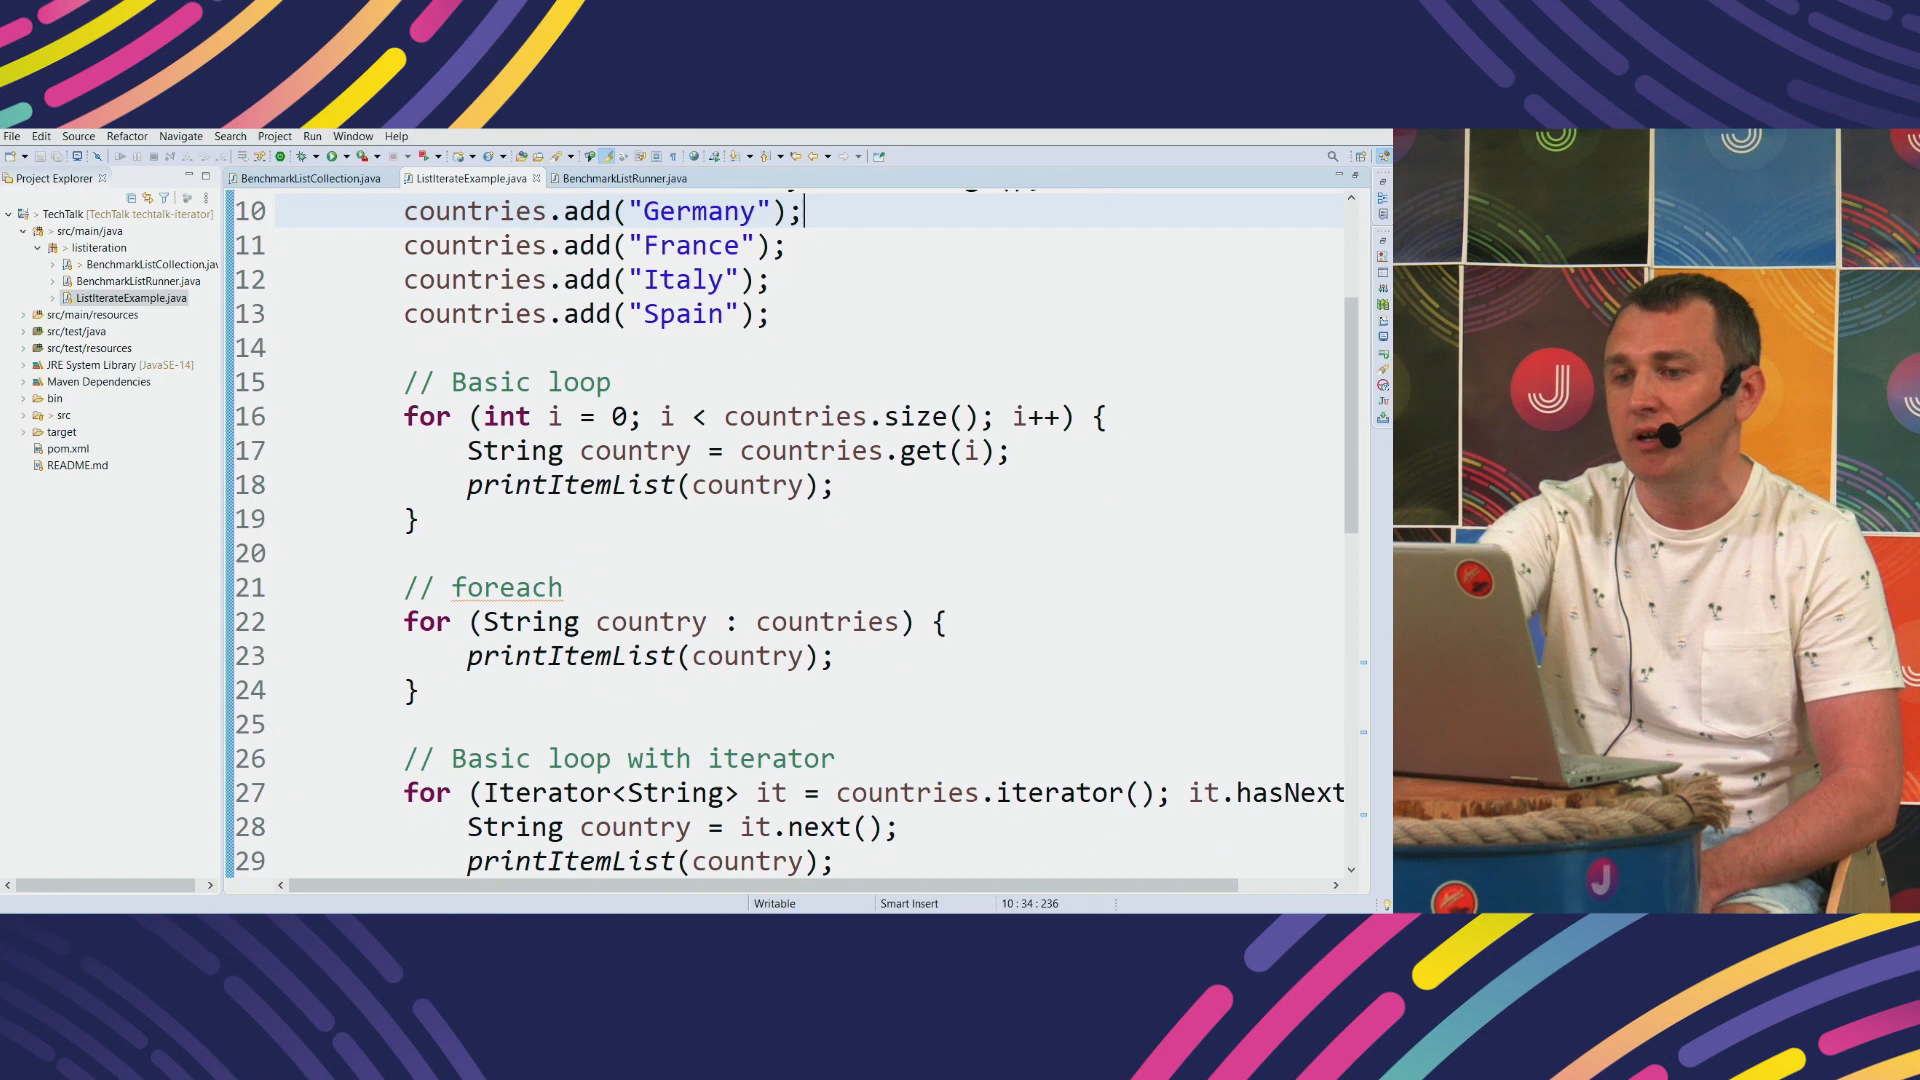 File Edit Source Refactor Navigate Search Project Run Window Help
Project Explorer
BenchmarkListCollection.java
ListIterateExample.java
BenchmarkListRunner.java
> TechTalk [TechTalk techtalk-iterator]
> src/main/java
> listiteration
> BenchmarkListCollection.jav
BenchmarkListRunner.java
ListIterateExample.java
src/main/resources
src/test/java
src/test/resources
JRE System Library [JavaSE-14]
Maven Dependencies
bin
> src
target
pom.xml
README.md
10 countries.add("Germany");
11 countries.add("France");
12 countries.add("Italy");
13 countries.add("Spain");
14
15 // Basic loop
16 for (int i = 0; i < countries.size(); i++) {
17 String country = countries.get(i);
18 printItemList(country);
19 }
20
21 // foreach
22 for (String country : countries) {
23 printItemList(country);
24 }
25
26 // Basic loop with iterator
27 for (Iterator<String> it = countries.iterator(); it.hasNext
28 String country = it.next();
29 printItemList(country);
Writable
Smart Insert
10 : 34 : 236